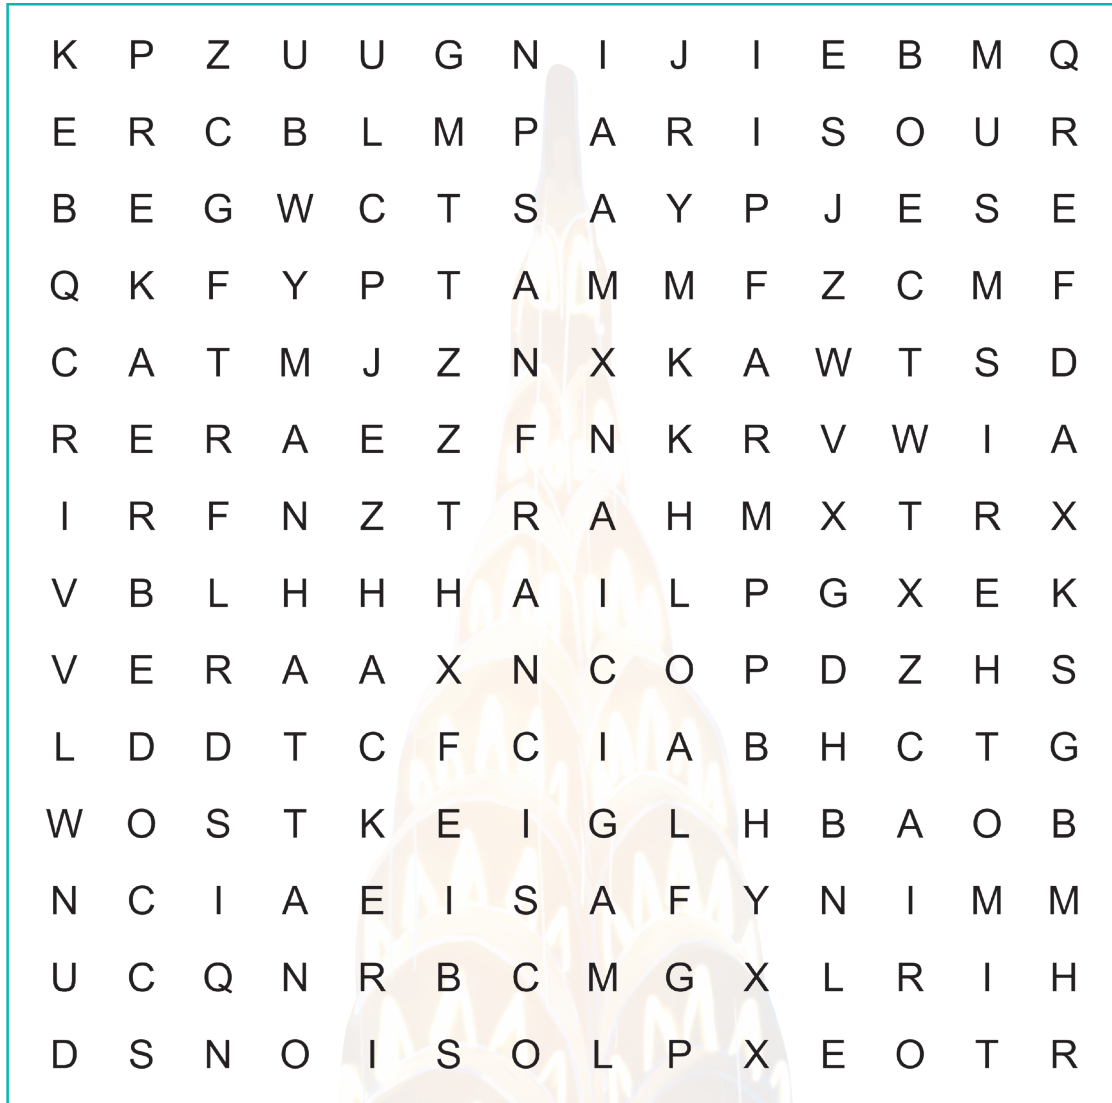 K P Z U U G N I J I E B M Q
E R C B L M P A R I S O U R
B E G W C T S A Y P J E S E
Q K F Y P T A M M F Z C M F
C A T M J Z N X K A W T S D
R E R A E Z F N K R V W I A
I R F N Z T R A H M X T R X
V B L H H H A I L P G X E K
V E R A A X N C O P D Z H S
L D D T C F C I A B H C T G
W O S T K E I G L H B A O B
N C I A E I S A F Y N I M M
U C Q N R B C M G X L R I H
D S N O I S O L P X E O T R